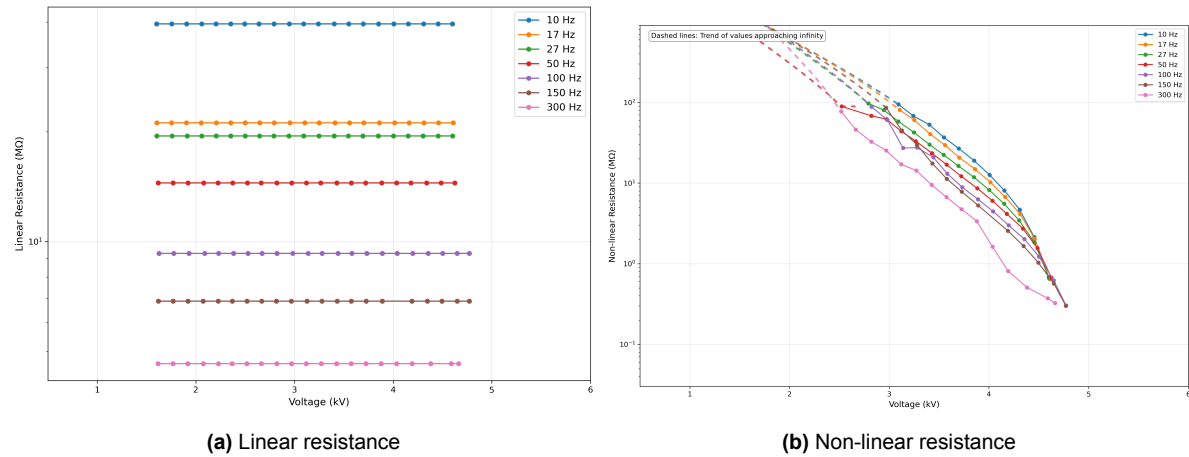 10 Hz
17 Hz
27 Hz
50 Hz
100 Hz
150 Hz
300 Hz
Linear Resistance (MΩ)
10¹
1 2 3 4 5 6
Voltage (kV)
(a) Linear resistance
Dashed lines: Trend of values approaching infinity
10 Hz
17 Hz
27 Hz
50 Hz
100 Hz
150 Hz
300 Hz
Non-linear Resistance (MΩ)
10²
10¹
10⁰
10⁻¹
1 2 3 4 5 6
Voltage (kV)
(b) Non-linear resistance